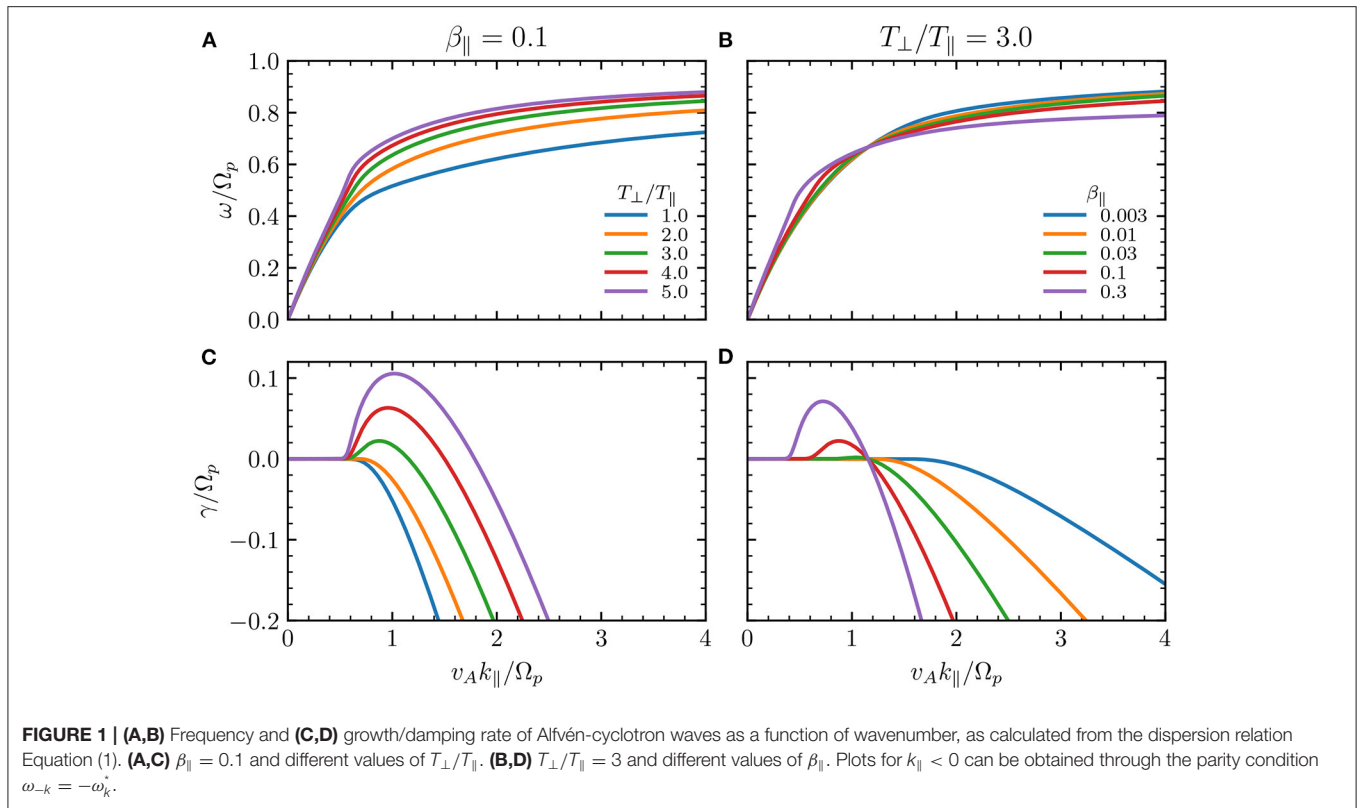 A
β∥ = 0.1
B
T⊥/T∥ = 3.0
1.0
0.8
0.6
0.4
0.2
0.0
ω/Ωp
T⊥/T∥
1.0
2.0
3.0
4.0
5.0
β∥
0.003
0.01
0.03
0.1
0.3
C
D
0.1
0.0
−0.1
−0.2
γ/Ωp
0 1 2 3 4
0 1 2 3 4
vAk∥/Ωp
vAk∥/Ωp
FIGURE 1 | (A,B) Frequency and (C,D) growth/damping rate of Alfvén-cyclotron waves as a function of wavenumber, as calculated from the dispersion relation
Equation (1). (A,C) β∥ = 0.1 and different values of T⊥/T∥. (B,D) T⊥/T∥ = 3 and different values of β∥. Plots for k∥ < 0 can be obtained through the parity condition
ω−k = −ω*k.